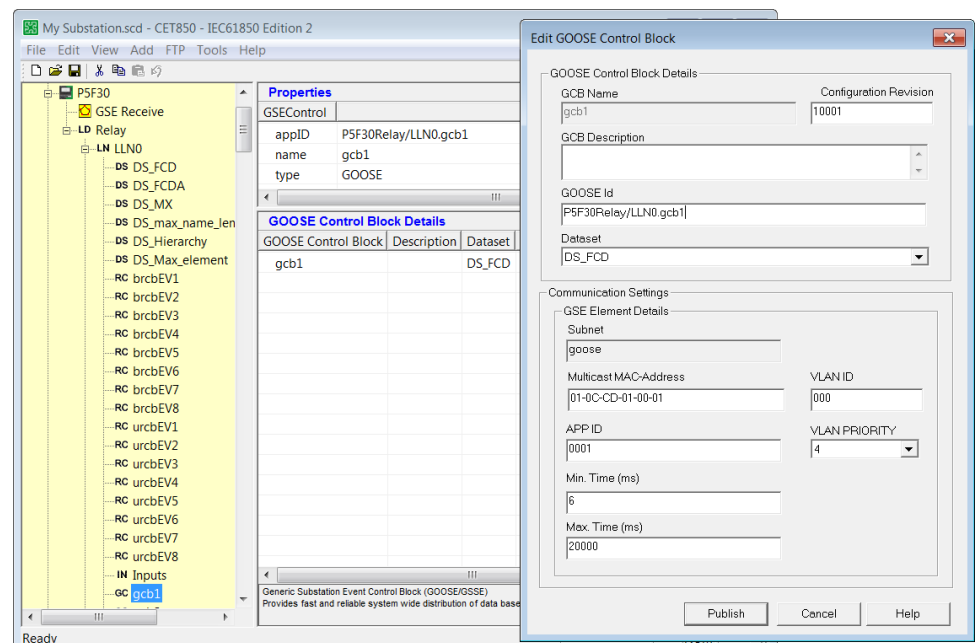 My Substation.scd - CET850 - IEC61850 Edition 2
File Edit View Add FTP Tools Help
P5F30
GSE Receive
LD Relay
LN LLN0
DS DS_FCD
DS DS_FCDA
DS DS_MX
DS DS_max_name_len
DS DS_Hierarchy
DS DS_Max_element
RC brcbEV1
RC brcbEV2
RC brcbEV3
RC brcbEV4
RC brcbEV5
RC brcbEV6
RC brcbEV7
RC brcbEV8
RC urcbEV1
RC urcbEV2
RC urcbEV3
RC urcbEV4
RC urcbEV5
RC urcbEV6
RC urcbEV7
RC urcbEV8
IN Inputs
GC gcb1
Ready
Properties
GSEControl
appID P5F30Relay/LLN0.gcb1
name gcb1
type GOOSE
GOOSE Control Block Details
GOOSE Control Block Description Dataset
gcb1 DS_FCD
Generic Substation Event Control Block (GOOSE/GSSE)
Provides fast and reliable system wide distribution of data base
Edit GOOSE Control Block
GOOSE Control Block Details
GCB Name Configuration Revision
gcb1 10001
GCB Description
GOOSE Id
P5F30Relay/LLN0.gcb1
Dataset
DS_FCD
Communication Settings
GSE Element Details
Subnet
goose
Multicast MAC-Address VLAN ID
01-0C-CD-01-00-01 000
APP ID VLAN PRIORITY
0001 4
Min. Time (ms)
6
Max. Time (ms)
20000
Publish Cancel Help